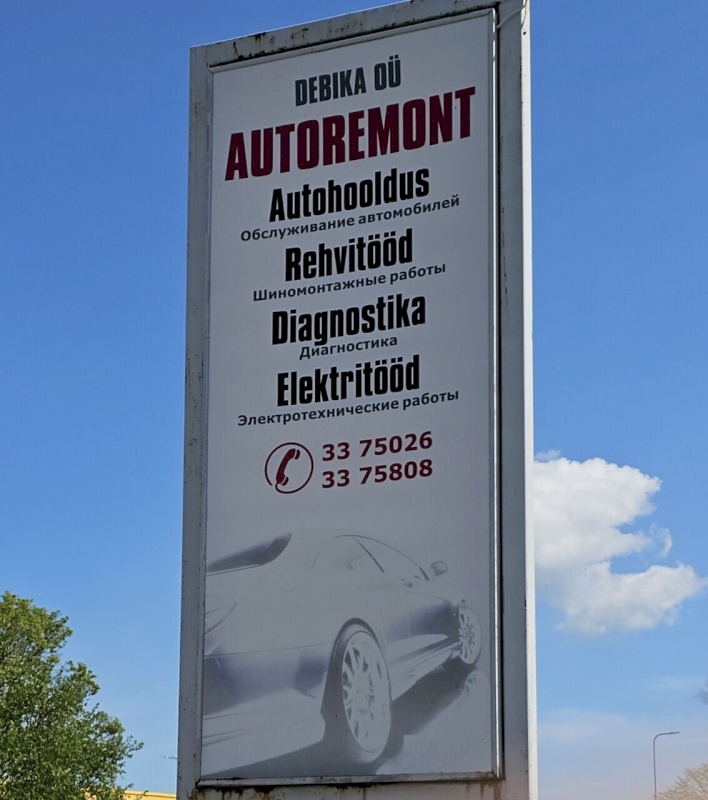 DEBIKA OÜ
AUTOREMONT
Autohooldus
Обслуживание автомобилей
Rehvitööd
Шиномонтажные работы
Diagnostika
Диагностика
Elektritööd
Электротехнические работы
33 75026
33 75808